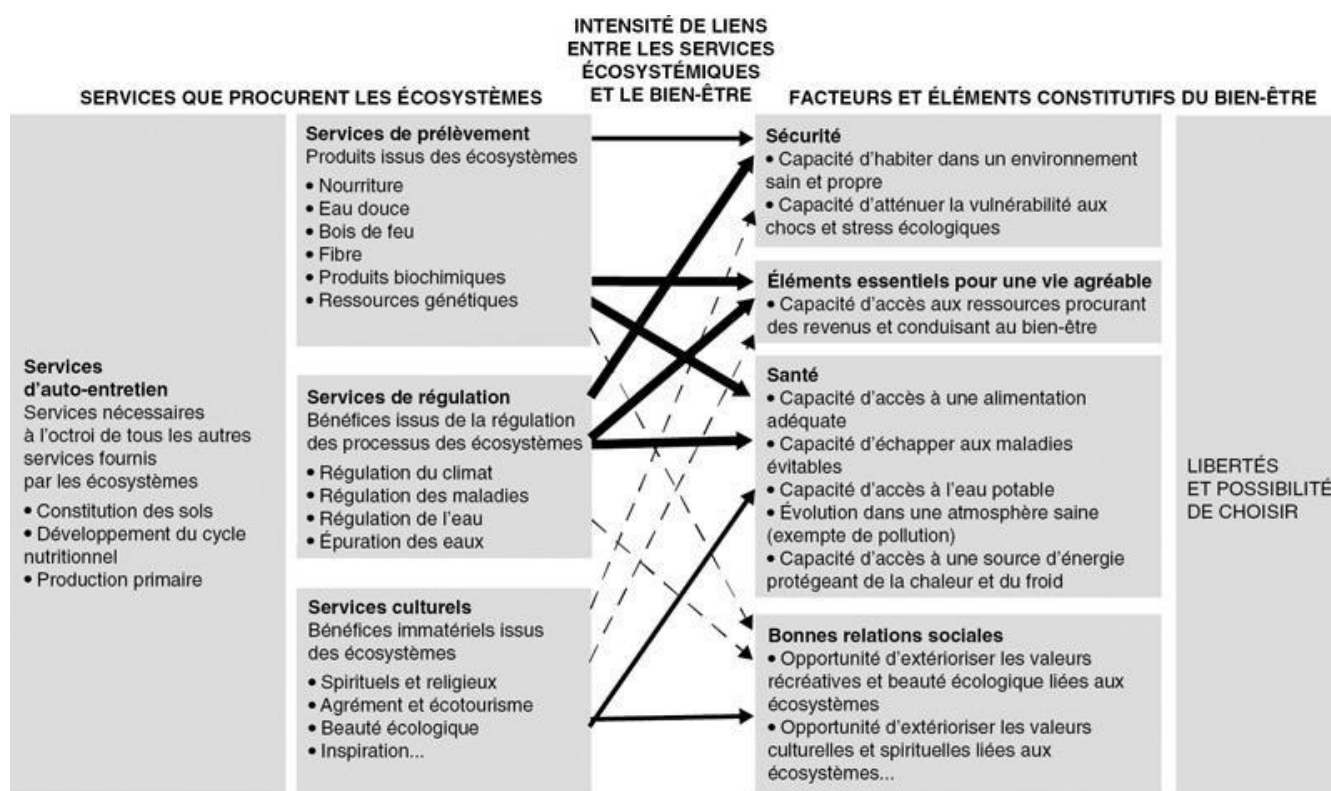 INTENSITÉ DE LIENS
ENTRE LES SERVICES
ÉCOSYSTÉMIQUES
ET LE BIEN-ÊTRE
SERVICES QUE PROCURENT LES ÉCOSYSTÈMES
FACTEURS ET ÉLÉMENTS CONSTITUTIFS DU BIEN-ÊTRE
Services
d'auto-entretien
Services nécessaires
à l'octroi de tous les autres
services fournis
par les écosystèmes
• Constitution des sols
• Développement du cycle
nutritionnel
• Production primaire
Services de prélèvement
Produits issus des écosystèmes
• Nourriture
• Eau douce
• Bois de feu
• Fibre
• Produits biochimiques
• Ressources génétiques
Services de régulation
Bénéfices issus de la régulation
des processus des écosystèmes
• Régulation du climat
• Régulation des maladies
• Régulation de l'eau
• Épuration des eaux
Services culturels
Bénéfices immatériels issus
des écosystèmes
• Spirituels et religieux
• Agrément et écotourisme
• Beauté écologique
• Inspiration...
Sécurité
• Capacité d'habiter dans un environnement
sain et propre
• Capacité d'atténuer la vulnérabilité aux
chocs et stress écologiques
Éléments essentiels pour une vie agréable
• Capacité d'accès aux ressources procurant
des revenus et conduisant au bien-être
Santé
• Capacité d'accès à une alimentation
adéquate
• Capacité d'échapper aux maladies
évitables
• Capacité d'accès à l'eau potable
• Évolution dans une atmosphère saine
(exempte de pollution)
• Capacité d'accès à une source d'énergie
protégeant de la chaleur et du froid
Bonnes relations sociales
• Opportunité d'extérioriser les valeurs
récréatives et beauté écologique liées aux
écosystèmes
• Opportunité d'extérioriser les valeurs
culturelles et spirituelles liées aux
écosystèmes...
LIBERTÉS
ET POSSIBILITÉ
DE CHOISIR